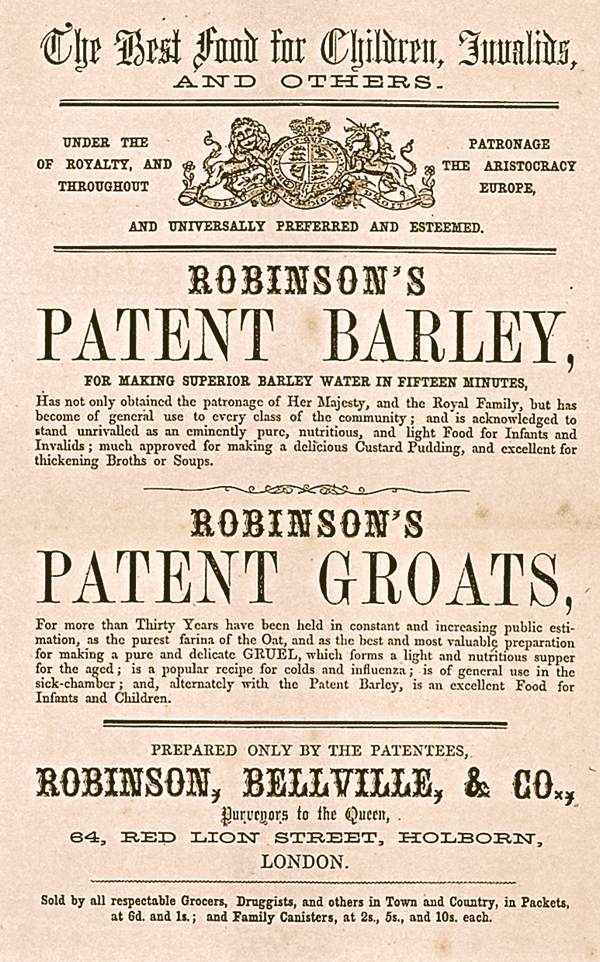 The Best Food for Children, Invalids,
AND OTHERS.
UNDER THE PATRONAGE
OF ROYALTY, AND THE ARISTOCRACY
THROUGHOUT EUROPE,
AND UNIVERSALLY PREFERRED AND ESTEEMED.
ROBINSON'S
PATENT BARLEY,
FOR MAKING SUPERIOR BARLEY WATER IN FIFTEEN MINUTES,
Has not only obtained the patronage of Her Majesty, and the Royal Family, but has
become of general use to every class of the community; and is acknowledged to
stand unrivalled as an eminently pure, nutritious, and light Food for Infants and
Invalids; much approved for making a delicious Custard Pudding, and excellent for
thickening Broths or Soups.
ROBINSON'S
PATENT GROATS,
For more than Thirty Years have been held in constant and increasing public esti-
mation, as the purest farina of the Oat, and as the best and most valuable preparation
for making a pure and delicate GRUEL, which forms a light and nutritious supper
for the aged; is a popular recipe for colds and influenza; is of general use in the
sick-chamber; and, alternately with the Patent Barley, is an excellent Food for
Infants and Children.
PREPARED ONLY BY THE PATENTEES,
ROBINSON, BELLVILLE, & CO.,
Purveyors to the Queen,
64, RED LION STREET, HOLBORN,
LONDON.
Sold by all respectable Grocers, Druggists, and others in Town and Country, in Packets,
at 6d. and 1s.; and Family Canisters, at 2s., 5s., and 10s. each.